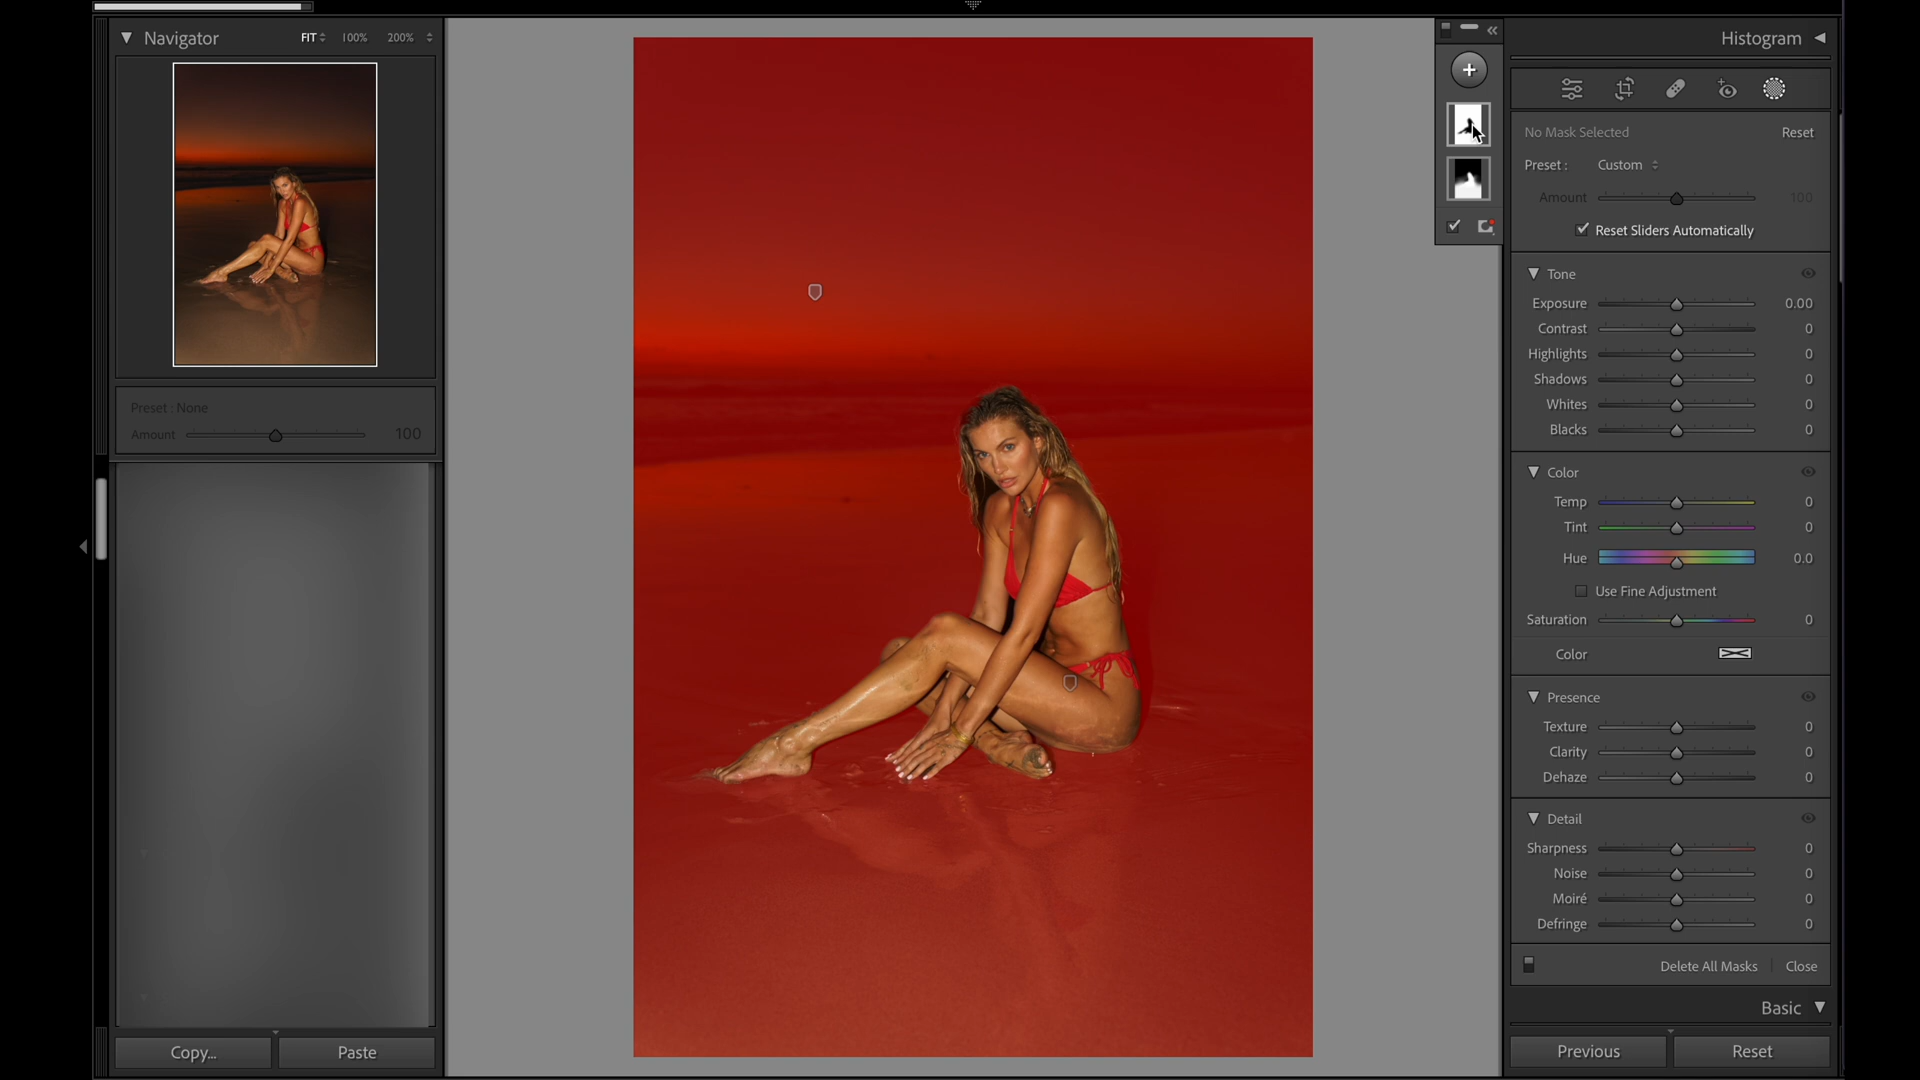 Navigator
FIT 100% 200%
Preset : None
Amount 100
Copy...
Paste
Histogram
No Mask Selected Reset
Preset : Custom
Amount 100
Reset Sliders Automatically
Tone
Exposure 0.00
Contrast 0
Highlights 0
Shadows 0
Whites 0
Blacks 0
Color
Temp 0
Tint 0
Hue 0.0
Use Fine Adjustment
Saturation 0
Color
Presence
Texture 0
Clarity 0
Dehaze 0
Detail
Sharpness 0
Noise 0
Moiré 0
Defringe 0
Delete All Masks Close
Basic
Previous
Reset